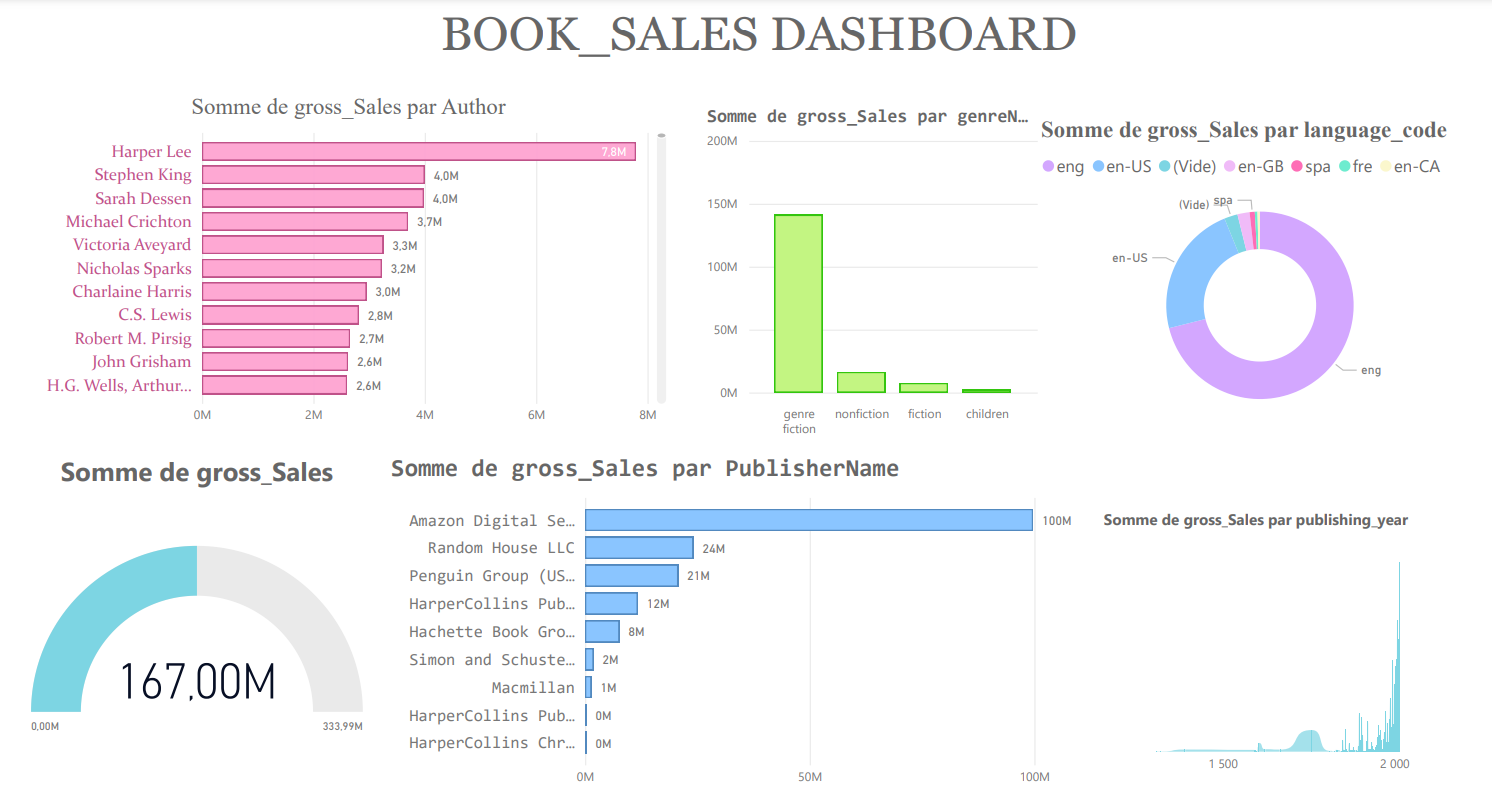 BOOK_SALES DASHBOARD
Somme de gross_Sales par Author
Harper Lee
7,8M
Stephen King
4,0M
Sarah Dessen
4,0M
Michael Crichton
3,7M
Victoria Aveyard
3,3M
Nicholas Sparks
3,2M
Charlaine Harris
3,0M
C.S. Lewis
2,8M
Robert M. Pirsig
2,7M
John Grisham
2,6M
H.G. Wells, Arthur...
2,6M
0M 2M 4M 6M 8M
Somme de gross_Sales par genreN...
200M
150M
100M
50M
0M
genre fiction
nonfiction
fiction
children
Somme de gross_Sales par language_code
eng en-US (Vide) en-GB spa fre en-CA
(Vide)
spa
en-US
eng
Somme de gross_Sales
167,00M
0,00M
333,99M
Somme de gross_Sales par PublisherName
Amazon Digital Se...
100M
Random House LLC
24M
Penguin Group (US...
21M
HarperCollins Pub...
12M
Hachette Book Gro...
8M
Simon and Schuste...
2M
Macmillan
1M
HarperCollins Pub...
0M
HarperCollins Chr...
0M
0M 50M 100M
Somme de gross_Sales par publishing_year
1 500 2 000